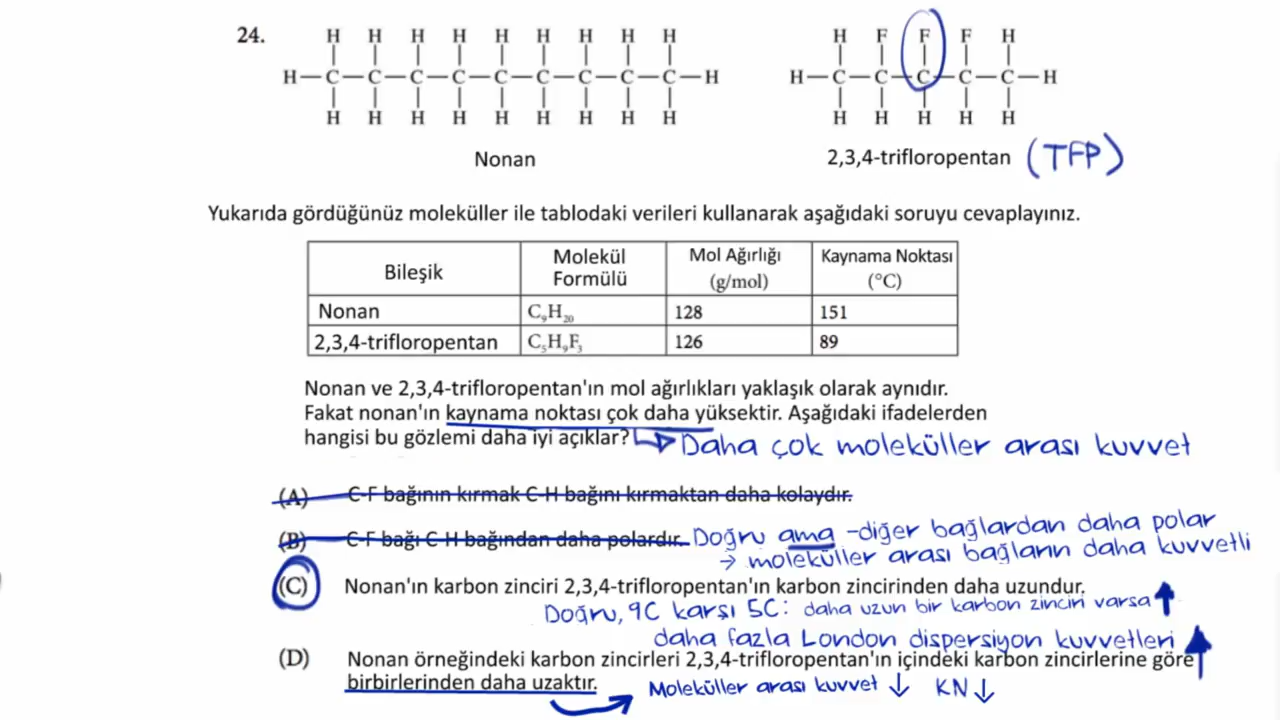 24.
H H H H H H H H H
H—C—C—C—C—C—C—C—C—C—H
H H H H H H H H H
Nonan
H F F F H
H—C—C—C—C—C—H
H H H H H
2,3,4-trifloropentan (TFP)
Yukarıda gördüğünüz moleküller ile tablodaki verileri kullanarak aşağıdaki soruyu cevaplayınız.
Bileşik Molekül Formülü Mol Ağırlığı (g/mol) Kaynama Noktası (°C)
Nonan C₉H₂₀ 128 151
2,3,4-trifloropentan C₅H₉F₃ 126 89
Nonan ve 2,3,4-trifloropentan'ın mol ağırlıkları yaklaşık olarak aynıdır.
Fakat nonan'ın kaynama noktası çok daha yüksektir. Aşağıdaki ifadelerden
hangisi bu gözlemi daha iyi açıklar? Daha çok moleküller arası kuvvet
(A) C-F bağının kırmak C-H bağını kırmaktan daha kolaydır.
(B) C-F bağı C-H bağından daha polardır. Doğru ama -diğer bağlardan daha polar
→ moleküller arası bağların daha kuvvetli
(C) Nonan'ın karbon zinciri 2,3,4-trifloropentan'ın karbon zincirinden daha uzundur.
Doğru, 9C karşı 5C: daha uzun bir karbon zinciri varsa ↑
daha fazla London dispersiyon kuvvetleri ↑
(D) Nonan örneğindeki karbon zincirleri 2,3,4-trifloropentan'ın içindeki karbon zincirlerine göre
birbirlerinden daha uzaktır. → Moleküller arası kuvvet ↓ KN ↓